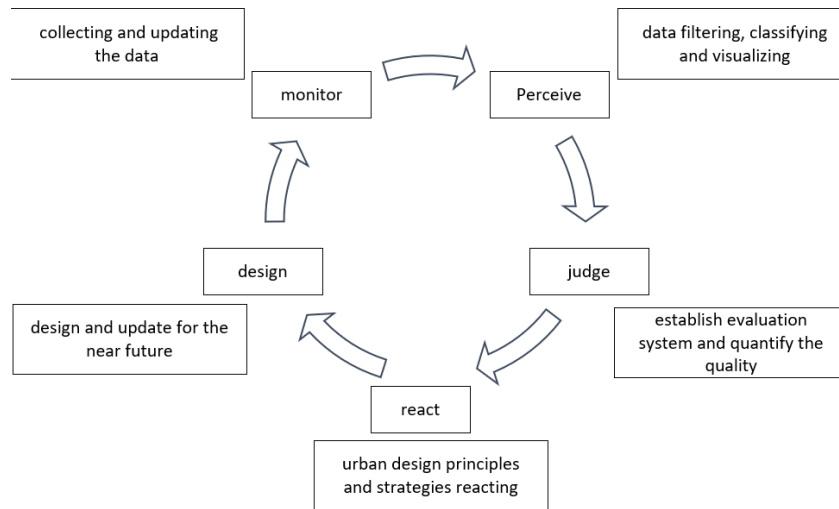 collecting and updating
the data
data filtering, classifying
and visualizing
monitor
Perceive
design
judge
design and update for the
near future
establish evaluation
system and quantify the
quality
react
urban design principles
and strategies reacting